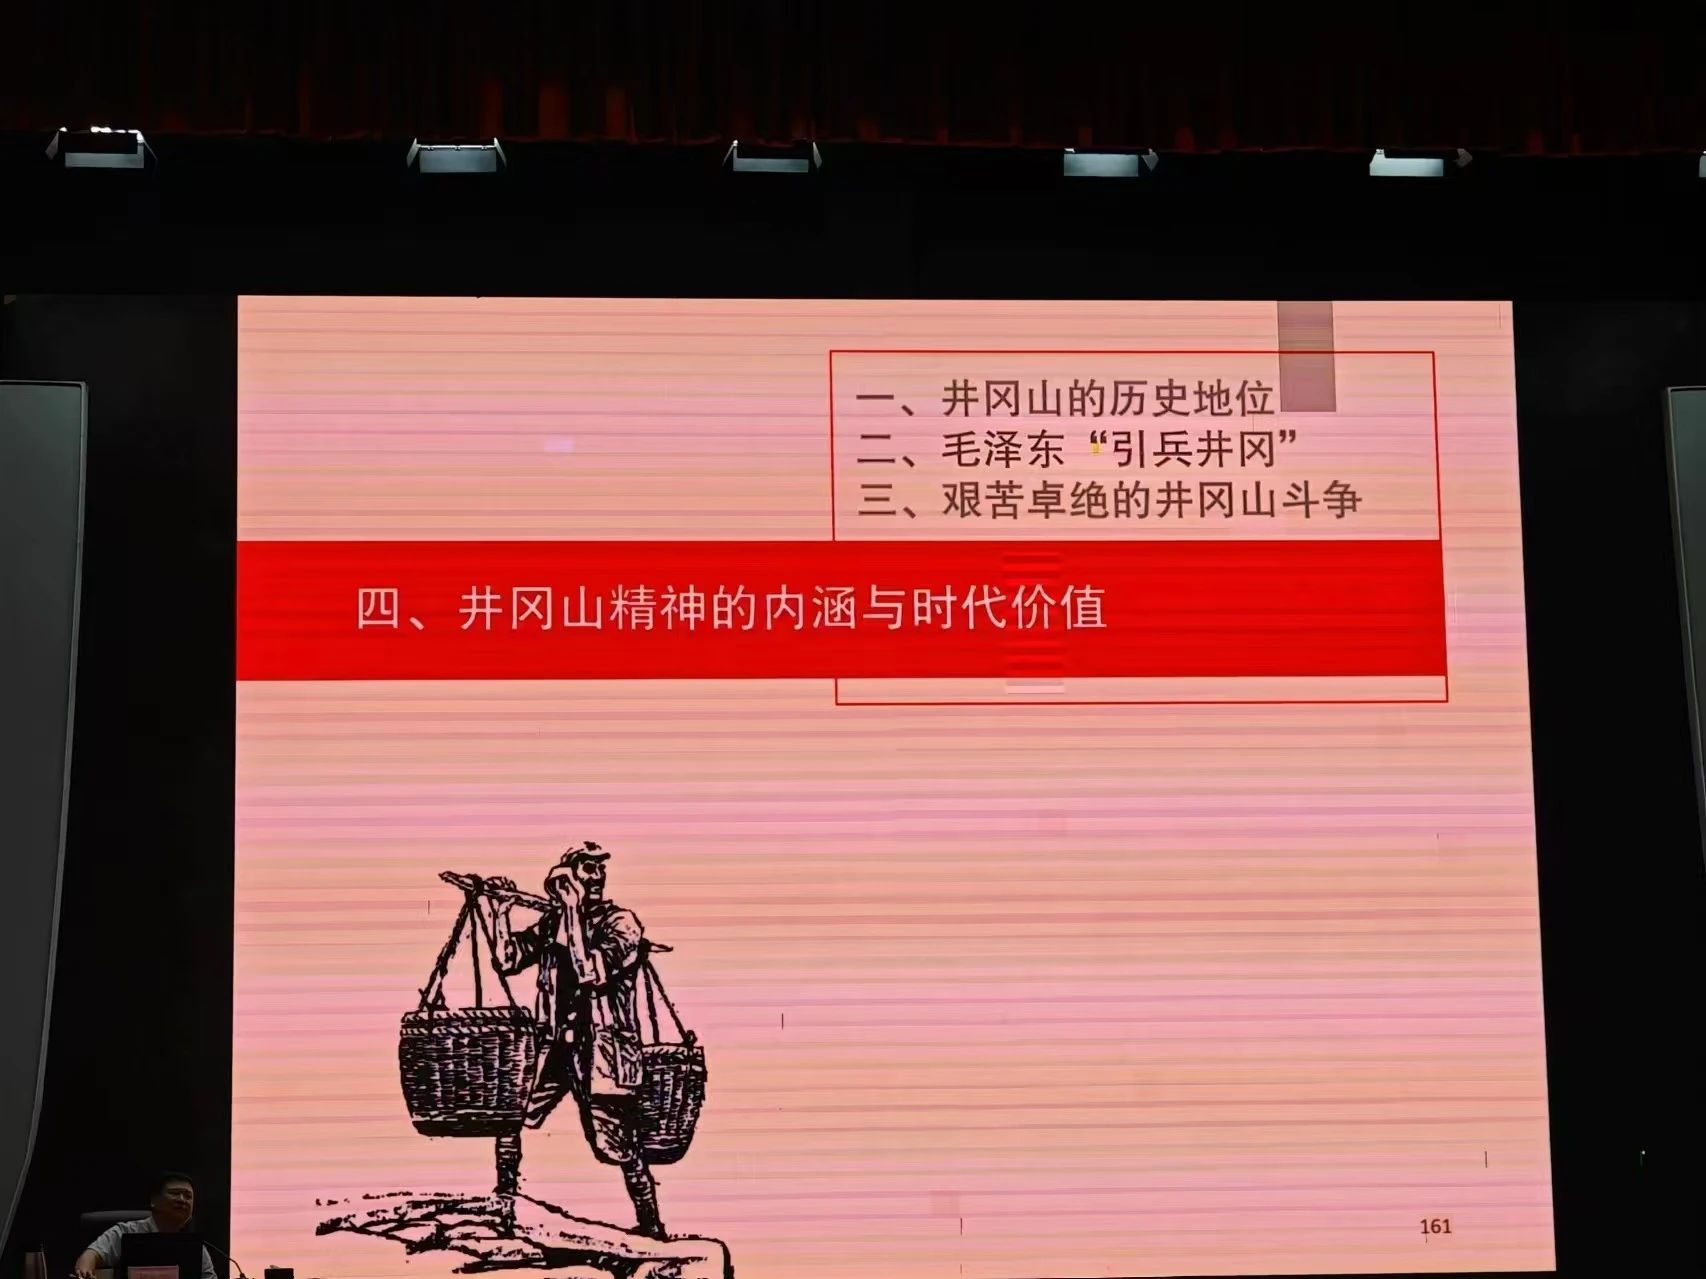 一、井冈山的历史地位
二、毛泽东“引兵井冈”
三、艰苦卓绝的井冈山斗争
四、井冈山精神的内涵与时代价值
161